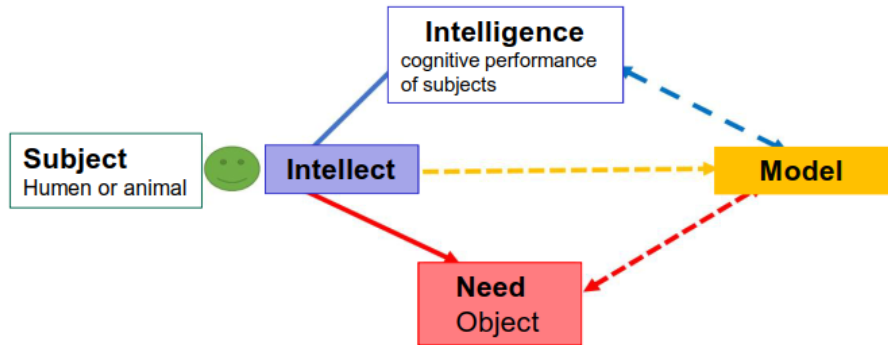 Intelligence
cognitive performance
of subjects
Subject
Humen or animal
Intellect
Model
Need
Object